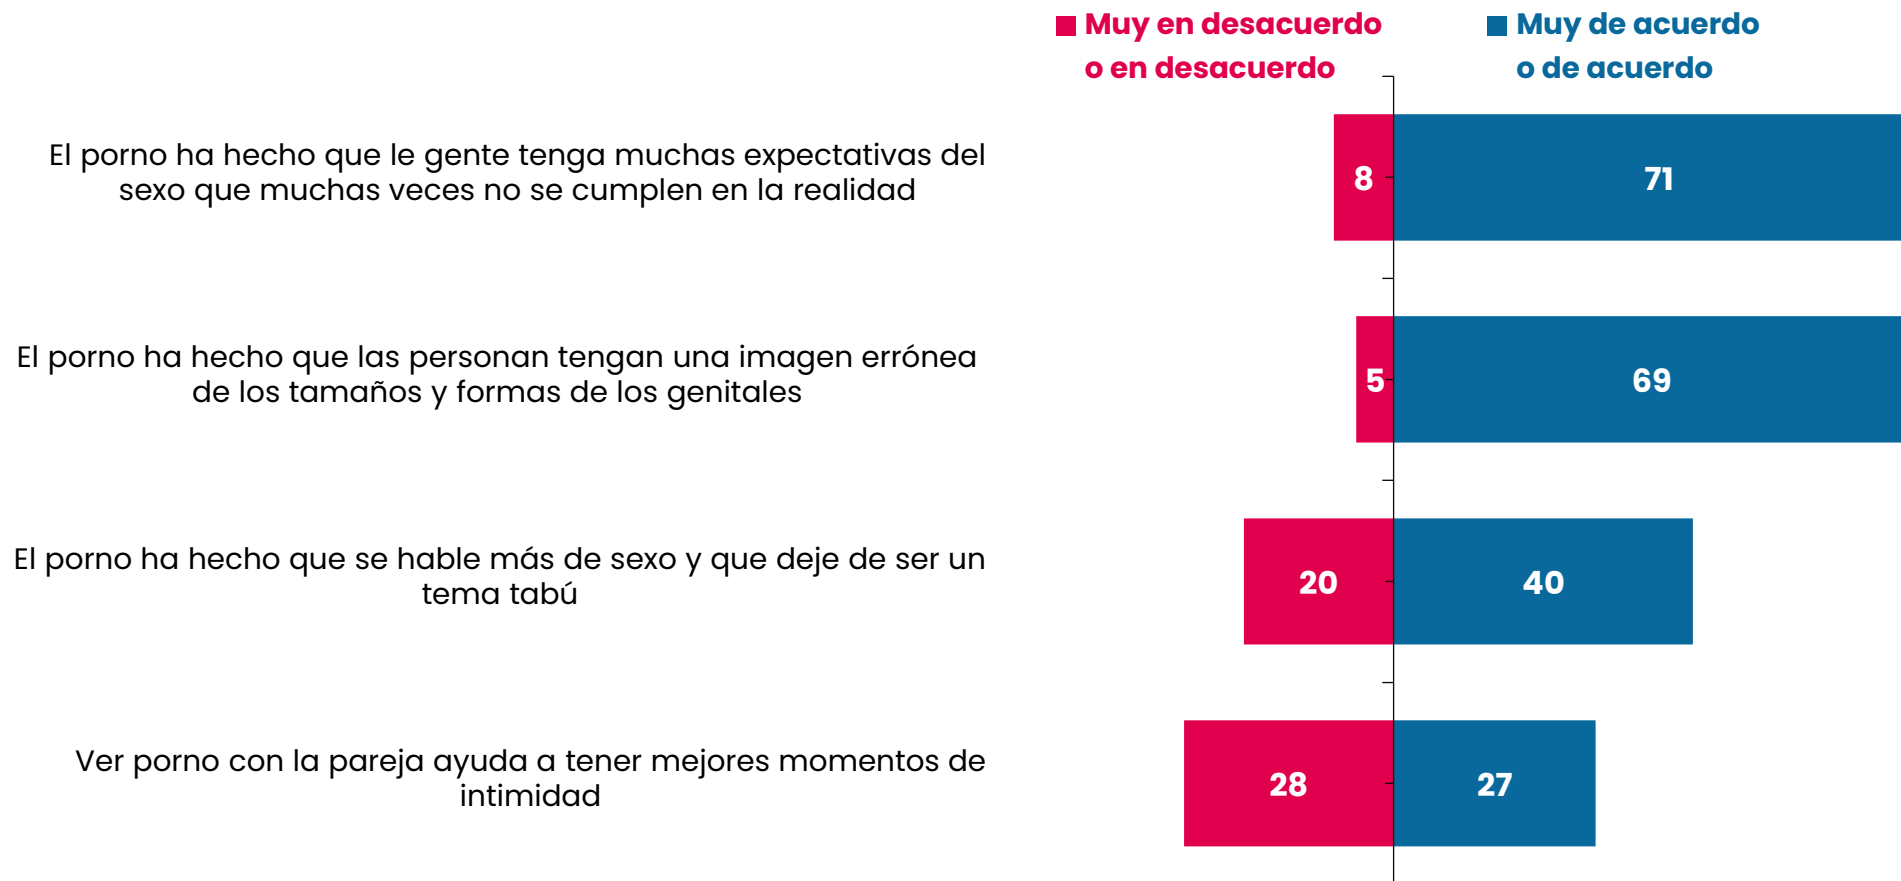 Muy en desacuerdo
o en desacuerdo
Muy de acuerdo
o de acuerdo
El porno ha hecho que le gente tenga muchas expectativas del
sexo que muchas veces no se cumplen en la realidad
8
71
El porno ha hecho que las personan tengan una imagen errónea
de los tamaños y formas de los genitales
5
69
El porno ha hecho que se hable más de sexo y que deje de ser un
tema tabú
20
40
Ver porno con la pareja ayuda a tener mejores momentos de
intimidad
28
27